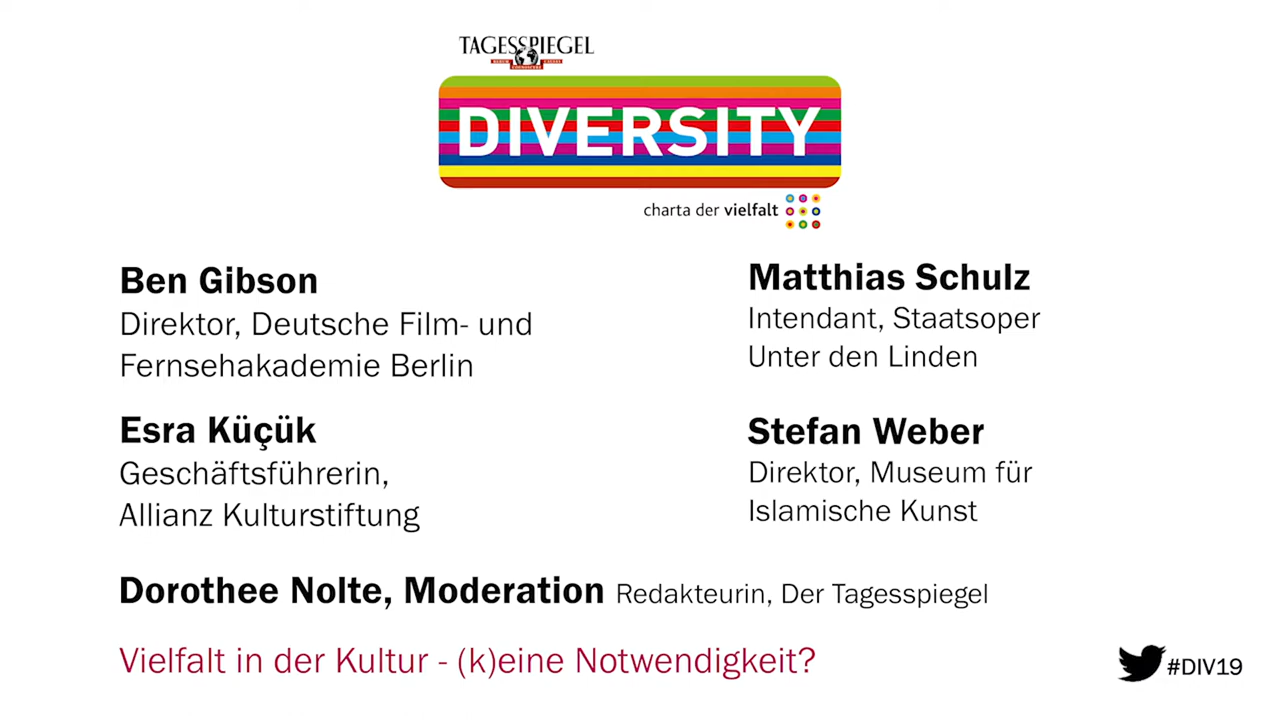 TAGESSPIEGEL
DIVERSITY
charta der vielfalt
Ben Gibson
Direktor, Deutsche Film- und
Fernsehakademie Berlin
Matthias Schulz
Intendant, Staatsoper
Unter den Linden
Esra Küçük
Geschäftsführerin,
Allianz Kulturstiftung
Stefan Weber
Direktor, Museum für
Islamische Kunst
Dorothee Nolte, Moderation Redakteurin, Der Tagesspiegel
Vielfalt in der Kultur - (k)eine Notwendigkeit?
#DIV19